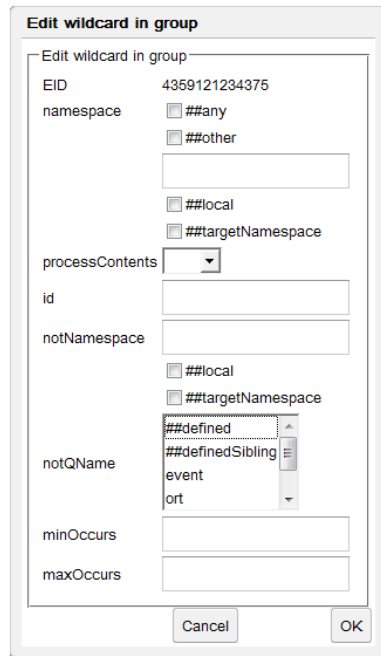 Edit wildcard in group
Edit wildcard in group
EID 4359121234375
namespace ##any
##other
##local
##targetNamespace
processContents
id
notNamespace
##local
##targetNamespace
##defined
##definedSibling
notQName
event
ort
minOccurs
maxOccurs
Cancel OK